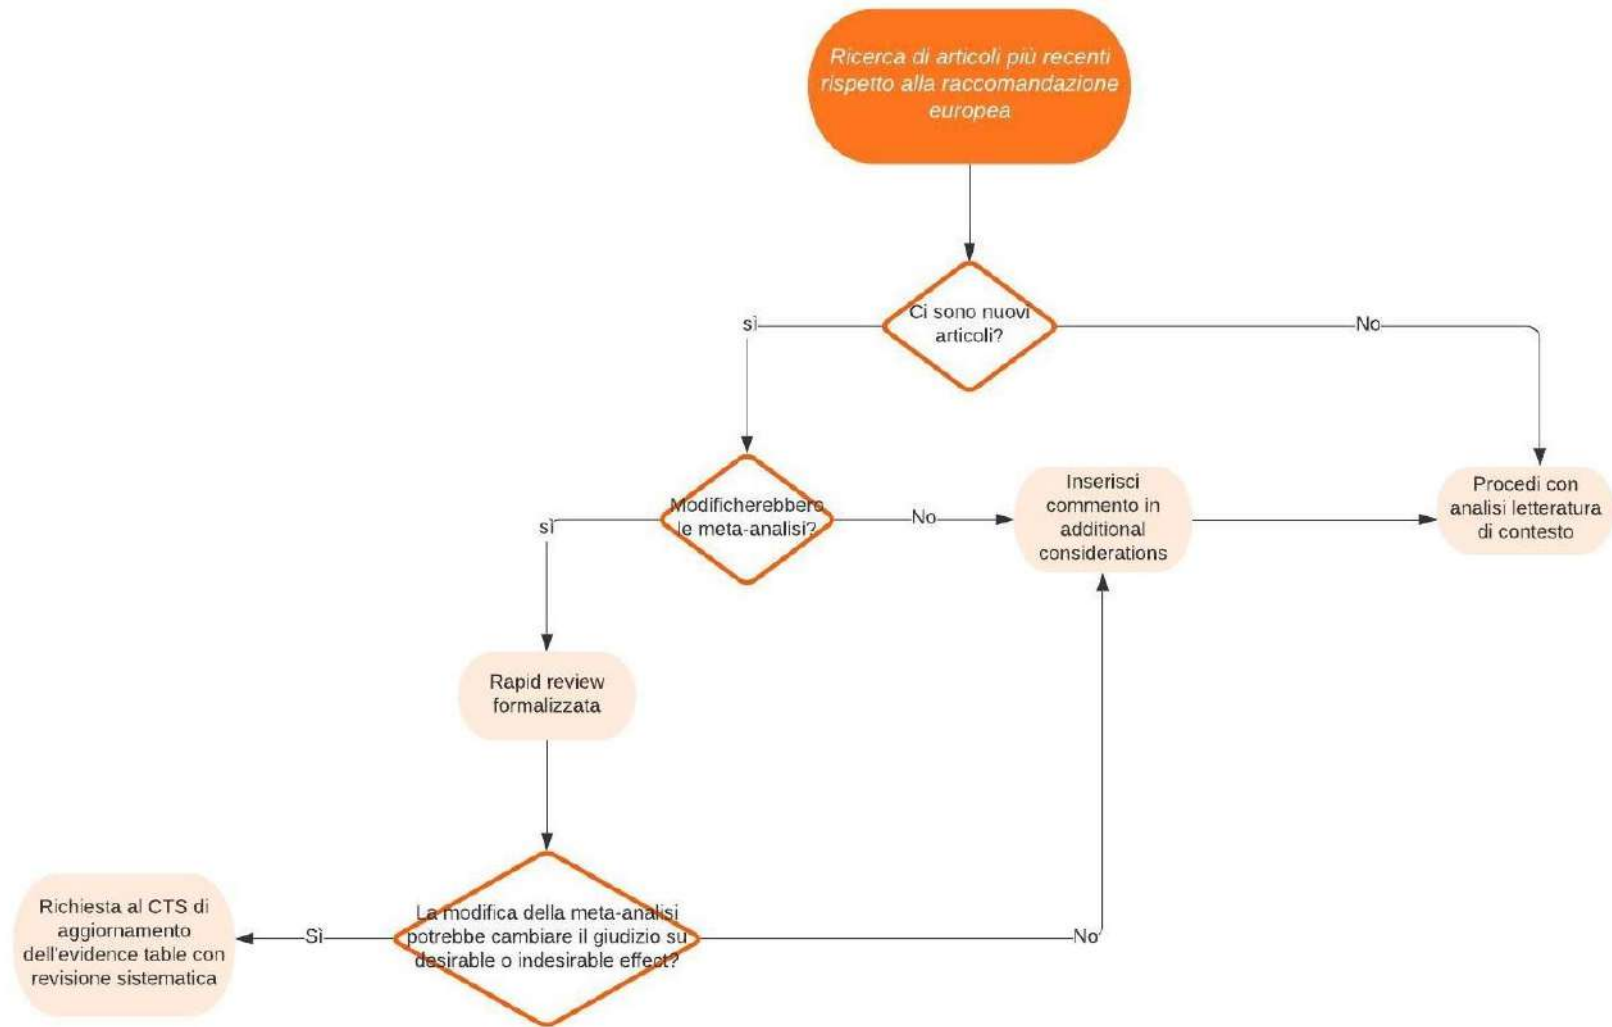 Ricerca di articoli più recenti
rispetto alla raccomandazione
europea
Ci sono nuovi
articoli?
sì
No
Modificherebbero
le meta-analisi?
sì
No
Inserisci
commento in
additional
considerations
Procedi con
analisi letteratura
di contesto
Rapid review
formalizzata
La modifica della meta-analisi
potrebbe cambiare il giudizio su
desirable o indesirable effect?
Sì
No
Richiesta al CTS di
aggiornamento
dell'evidence table con
revisione sistematica